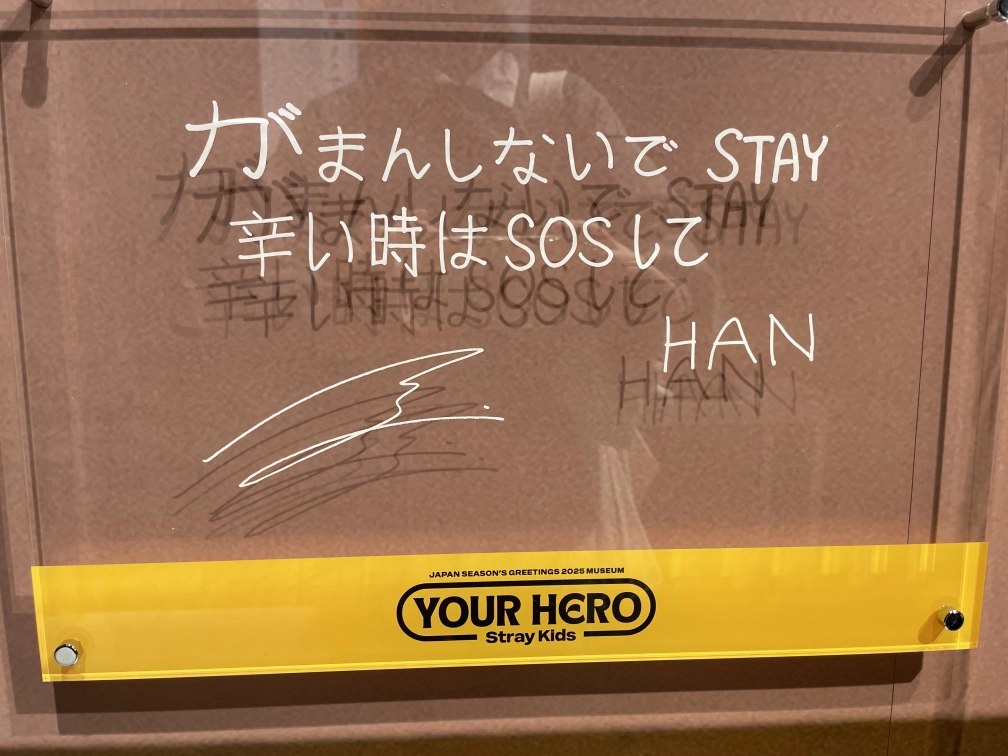 がまんしないで STAY
辛い時はSOSして
HAN
JAPAN SEASON'S GREETINGS 2025 MUSEUM
YOUR HERO
Stray Kids